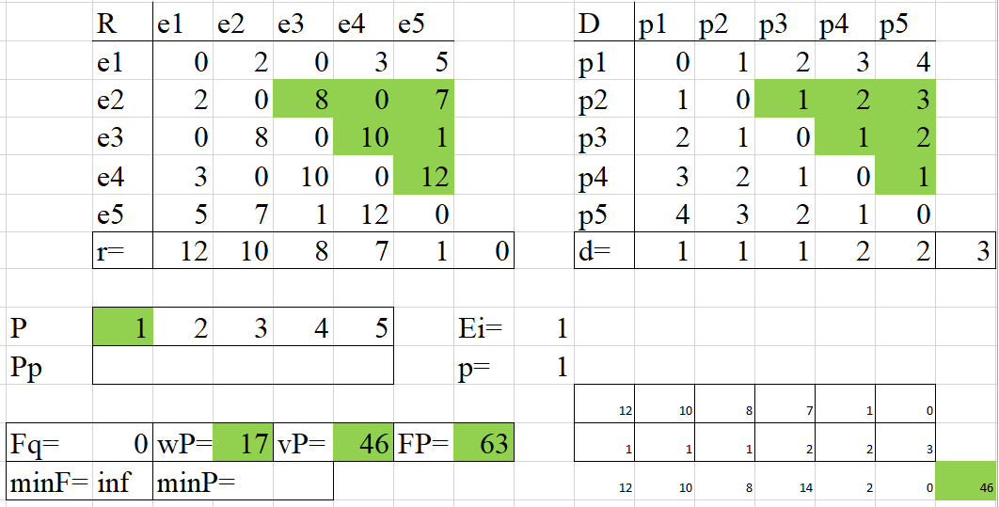 R e1 e2 e3 e4 e5 D p1 p2 p3 p4 p5
e1 0 2 0 3 5 p1 0 1 2 3 4
e2 2 0 8 0 7 p2 1 0 1 2 3
e3 0 8 0 10 1 p3 2 1 0 1 2
e4 3 0 10 0 12 p4 3 2 1 0 1
e5 5 7 1 12 0 p5 4 3 2 1 0
r= 12 10 8 7 1 0 d= 1 1 1 2 2 3
P 1 2 3 4 5 Ei= 1
Pp p= 1
12 10 8 7 1 0
Fq= 0 wP= 17 vP= 46 FP= 63 1 1 1 2 2 3
minF= inf minP= 12 10 8 14 2 0 46